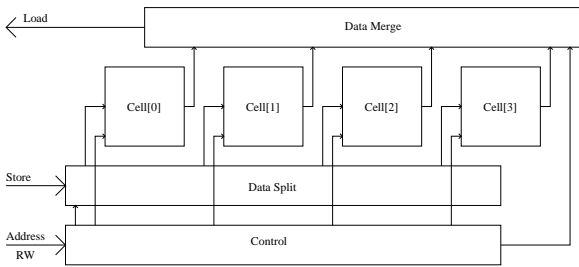 Load
Data Merge
Cell[0]
Cell[1]
Cell[2]
Cell[3]
Store
Data Split
Address
RW
Control